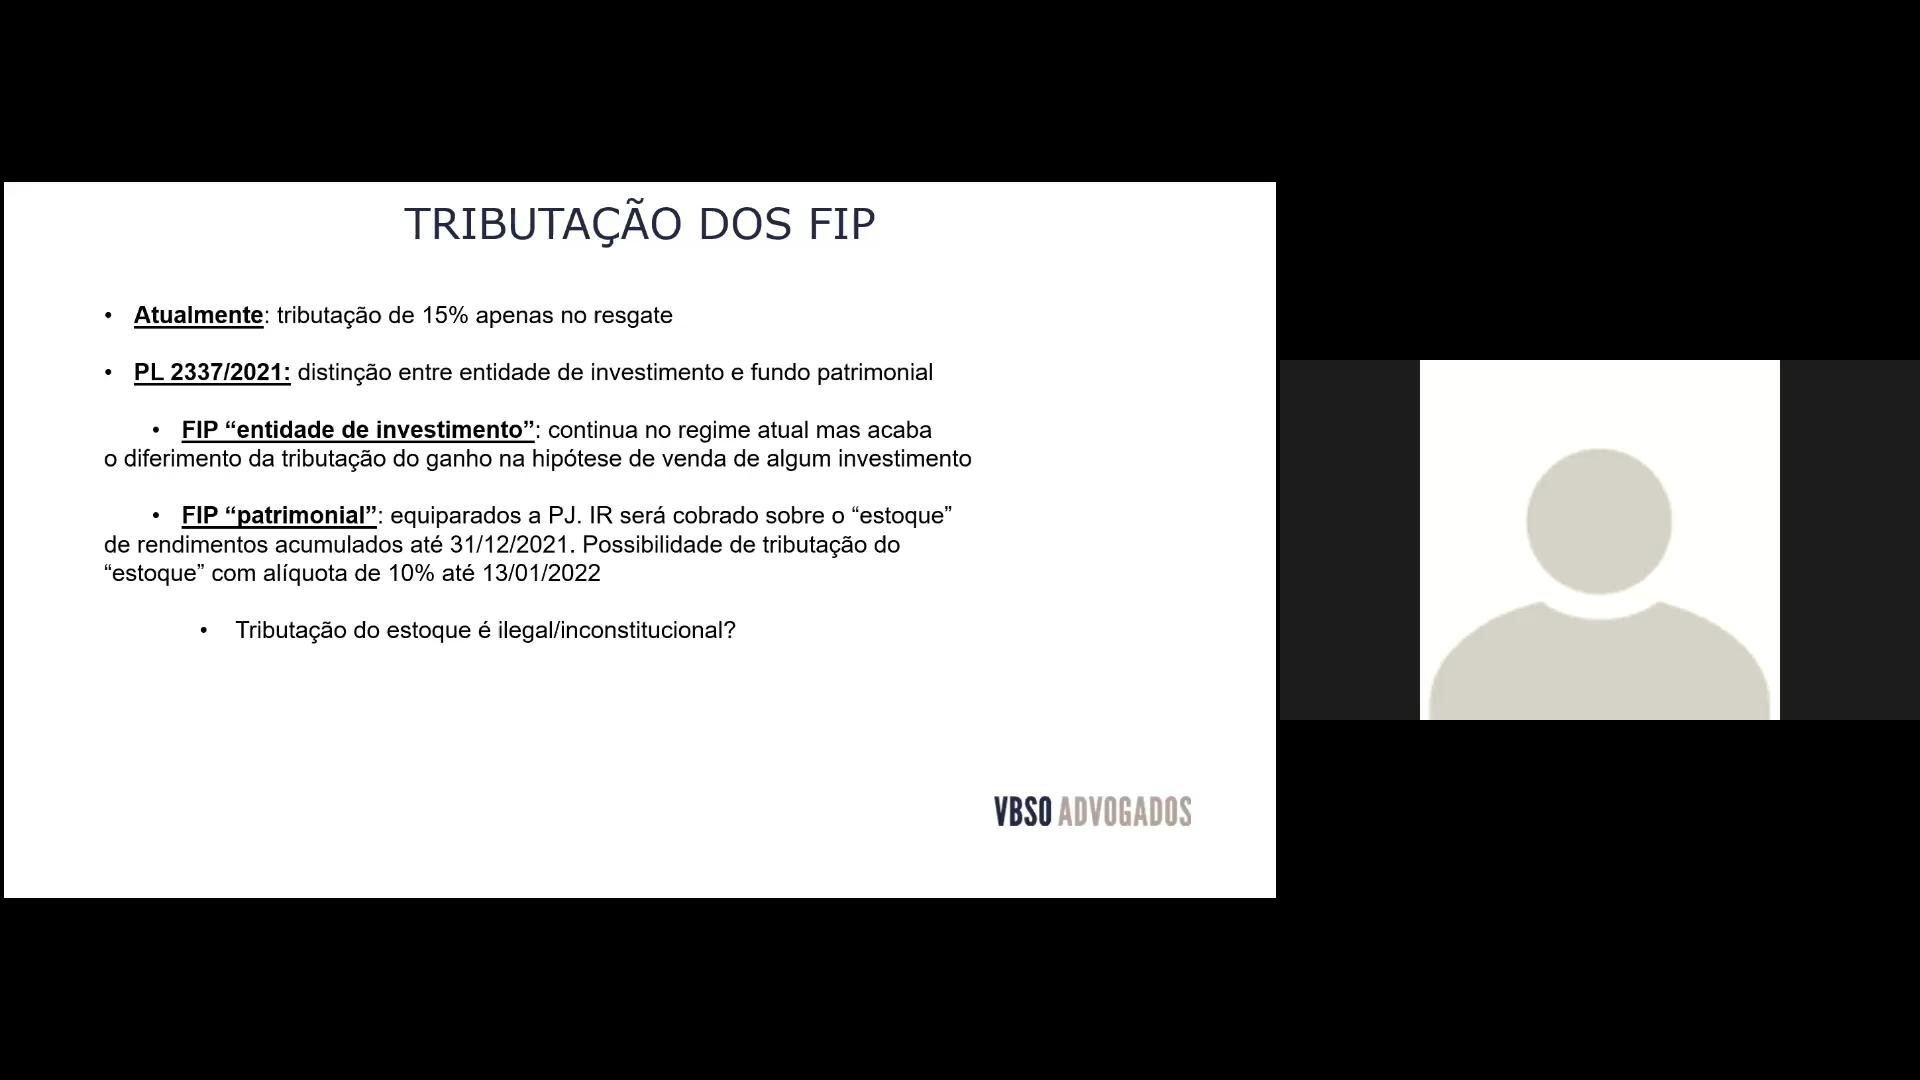 TRIBUTAÇÃO DOS FIP
• Atualmente: tributação de 15% apenas no resgate
• PL 2337/2021: distinção entre entidade de investimento e fundo patrimonial
• FIP “entidade de investimento”: continua no regime atual mas acaba
o diferimento da tributação do ganho na hipótese de venda de algum investimento
• FIP “patrimonial”: equiparados a PJ. IR será cobrado sobre o “estoque”
de rendimentos acumulados até 31/12/2021. Possibilidade de tributação do
“estoque” com alíquota de 10% até 13/01/2022
• Tributação do estoque é ilegal/inconstitucional?
VBSO ADVOGADOS